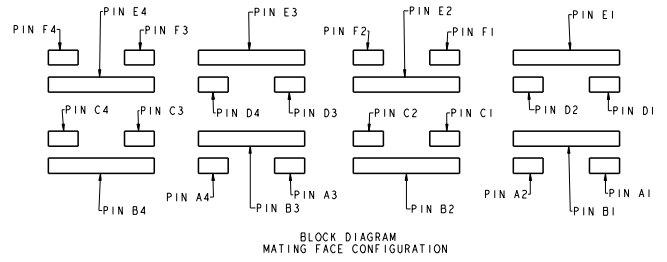 PIN E4
PIN E3
PIN E2
PIN E1
PIN F4
PIN F3
PIN F2
PIN F1
PIN C4
PIN C3
PIN D4
PIN D3
PIN C2
PIN C1
PIN D2
PIN D1
PIN A4
PIN A3
PIN A2
PIN A1
PIN B4
PIN B3
PIN B2
PIN B1
BLOCK DIAGRAM
MATING FACE CONFIGURATION